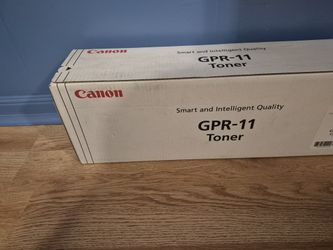 Canon
Smart and Intelligent Quality
GPR-11
Toner
Canon
Smart and Intelligent Quality
GPR-11
Toner